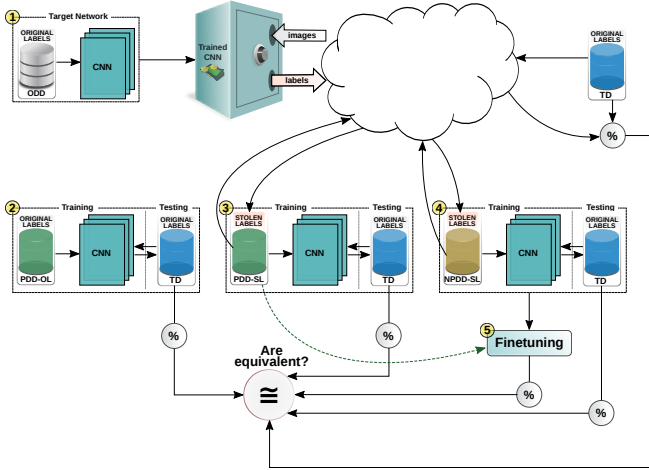 1
Target Network
ORIGINAL
LABELS
ODD
CNN
Trained
CNN
images
labels
ORIGINAL
LABELS
TD
%
2
Training
Testing
ORIGINAL
LABELS
PDD-OL
CNN
ORIGINAL
LABELS
TD
3
Training
Testing
STOLEN
LABELS
PDD-SL
CNN
ORIGINAL
LABELS
TD
4
Training
Testing
STOLEN
LABELS
NPDD-SL
CNN
ORIGINAL
LABELS
TD
%
%
5
Finetuning
Are
equivalent?
≅
%
%